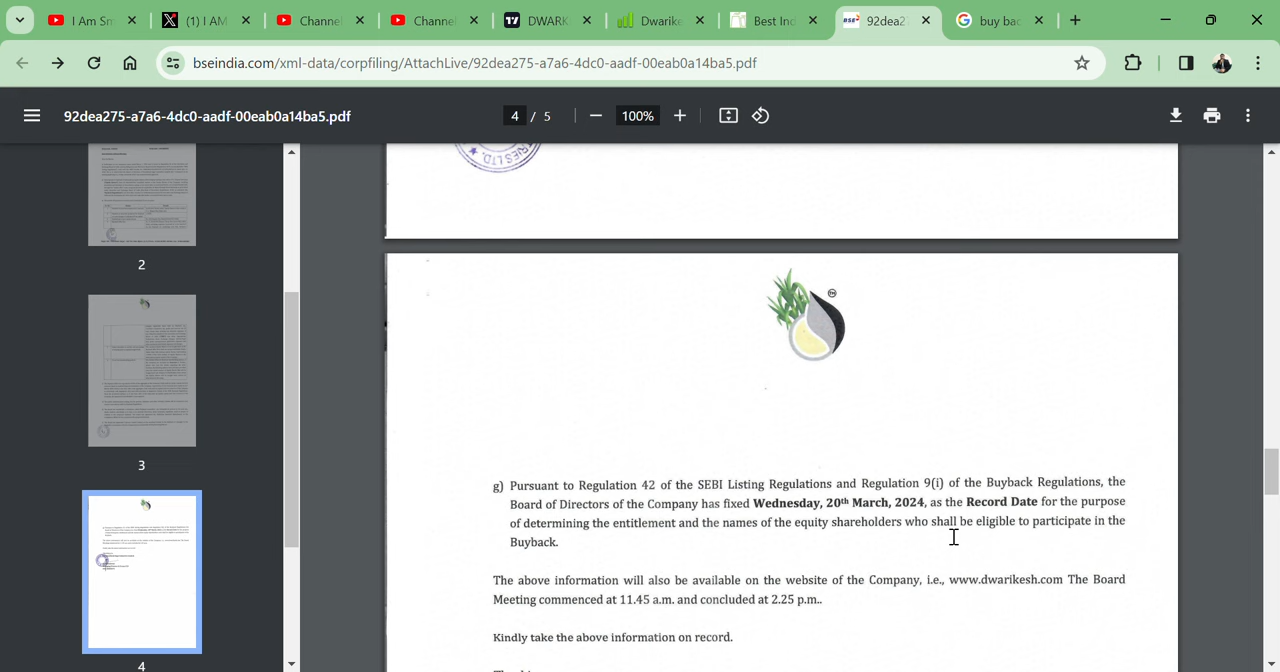 I Am Sm
(1) I AM
Channel
Channel
DWARK
Dwarike
Best Ind
BSE
92dea2
buy bac
bseindia.com/xml-data/corpfiling/AttachLive/92dea275-a7a6-4dc0-aadf-00eab0a14ba5.pdf
92dea275-a7a6-4dc0-aadf-00eab0a14ba5.pdf
4 / 5
100%
2
3
4
RIES LTD.
g) Pursuant to Regulation 42 of the SEBI Listing Regulations and Regulation 9(i) of the Buyback Regulations, the
Board of Directors of the Company has fixed Wednesday, 20th March, 2024, as the Record Date for the purpose
of determining the entitlement and the names of the equity shareholders who shall be eligible to participate in the
Buyback.
The above information will also be available on the website of the Company, i.e., www.dwarikesh.com The Board
Meeting commenced at 11.45 a.m. and concluded at 2.25 p.m..
Kindly take the above information on record.